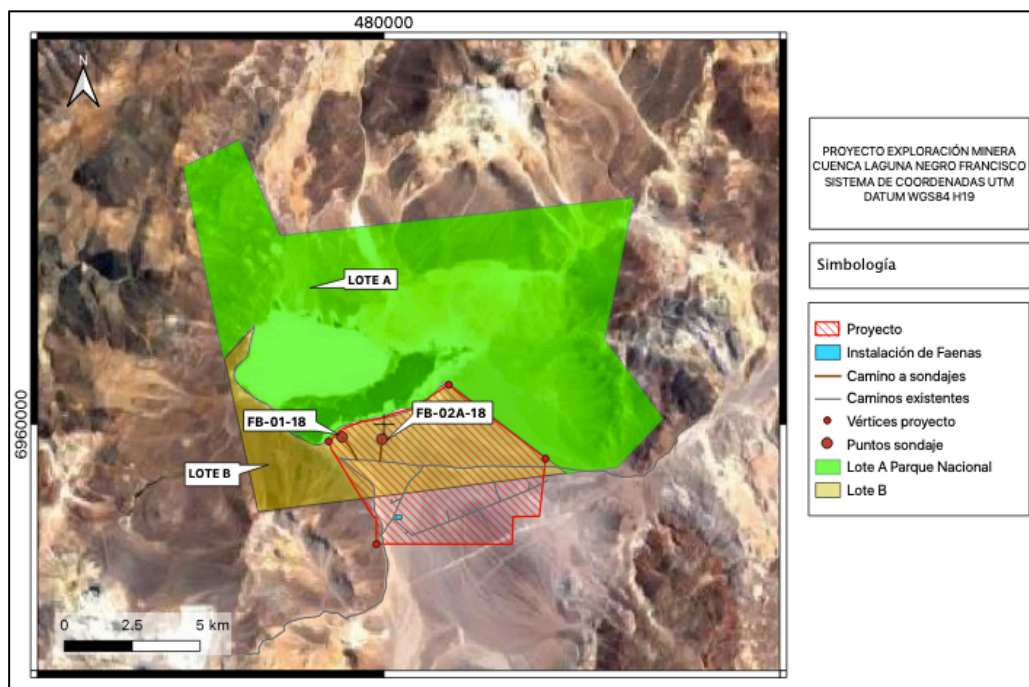 480000
N
6960000
LOTE A
FB-01-18
FB-02A-18
LOTE B
0 2.5 5 km
PROYECTO EXPLORACIÓN MINERA
CUENCA LAGUNA NEGRO FRANCISCO
SISTEMA DE COORDENADAS UTM
DATUM WGS84 H19
Simbología
Proyecto
Instalación de Faenas
Camino a sondajes
Caminos existentes
Vértices proyecto
Puntos sondaje
Lote A Parque Nacional
Lote B